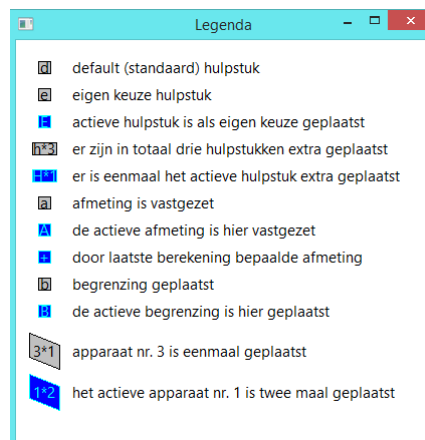 Legenda
d default (standaard) hulpstuk
e eigen keuze hulpstuk
E actieve hulpstuk is als eigen keuze geplaatst
h*3 er zijn in totaal drie hulpstukken extra geplaatst
H*1 er is eenmaal het actieve hulpstuk extra geplaatst
a afmeting is vastgezet
A de actieve afmeting is hier vastgezet
+ door laatste berekening bepaalde afmeting
b begrenzing geplaatst
B de actieve begrenzing is hier geplaatst
3*1 apparaat nr. 3 is eenmaal geplaatst
1*2 het actieve apparaat nr. 1 is twee maal geplaatst